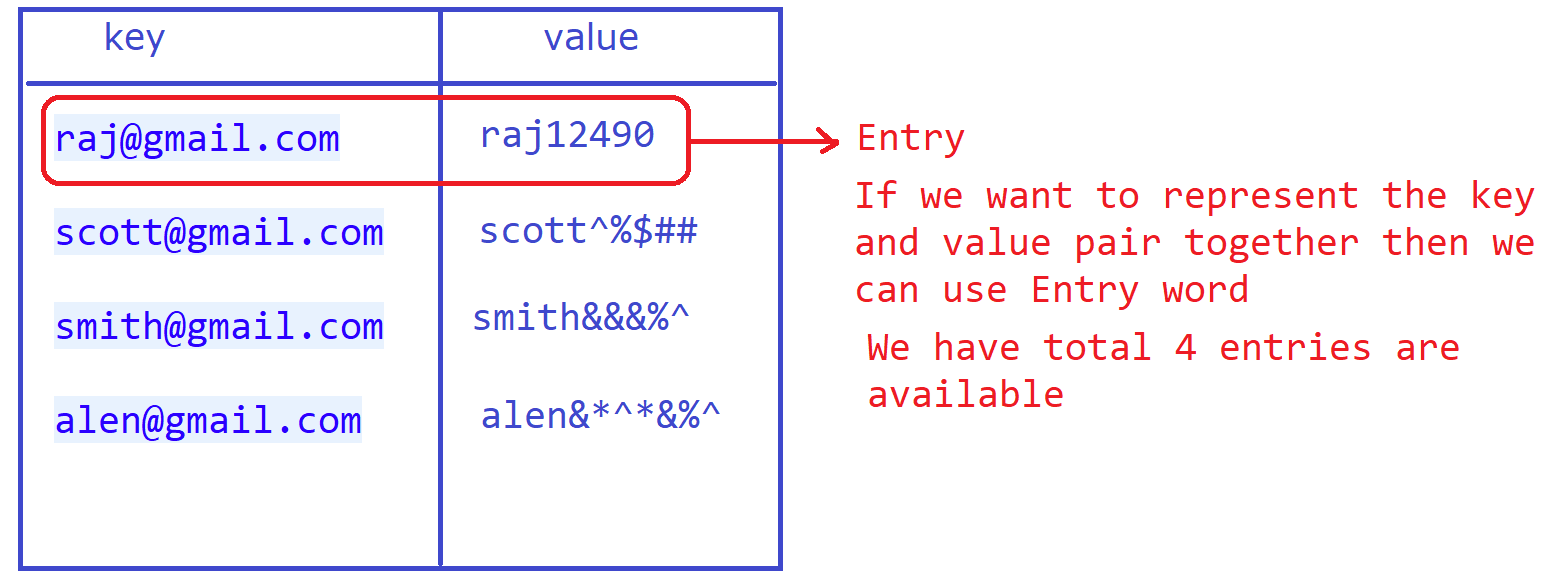 key value
raj@gmail.com raj12490
scott@gmail.com scott^%$##
smith@gmail.com smith&&&%^
alen@gmail.com alen&*^*&%^
Entry
If we want to represent the key
and value pair together then we
can use Entry word
We have total 4 entries are
available